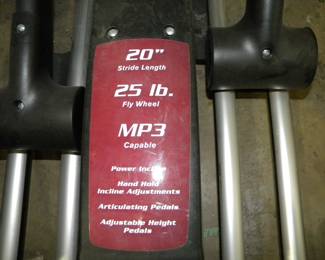 20"
Stride Length
25 lb.
Fly Wheel
MP3
Capable
Power Incline
Hand Hold
Incline Adjustments
Articulating Pedals
Adjustable Height
Pedals